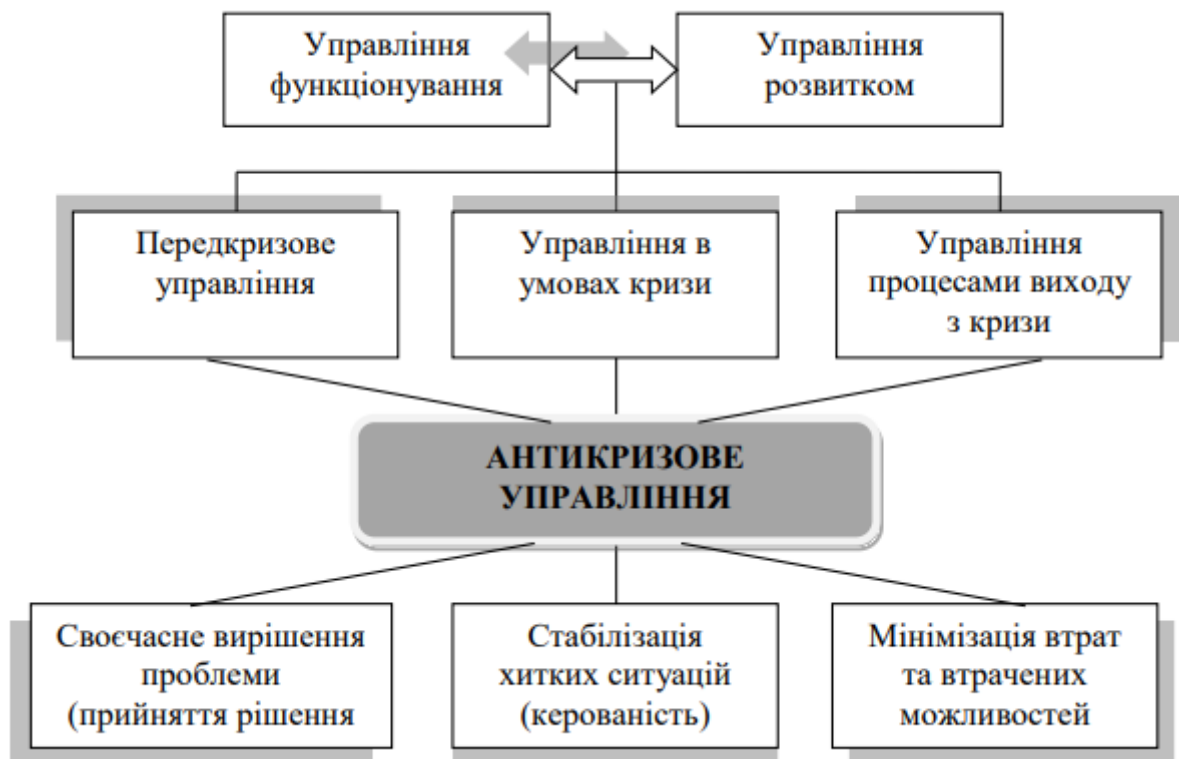 Управління
функціонування
Управління
розвитком
Передкризове
управління
Управління в
умовах кризи
Управління
процесами виходу
з кризи
АНТИКРИЗОВЕ
УПРАВЛІННЯ
Своєчасне вирішення
проблеми
(прийняття рішення
Стабілізація
хитких ситуацій
(керованість)
Мінімізація втрат
та втрачених
можливостей